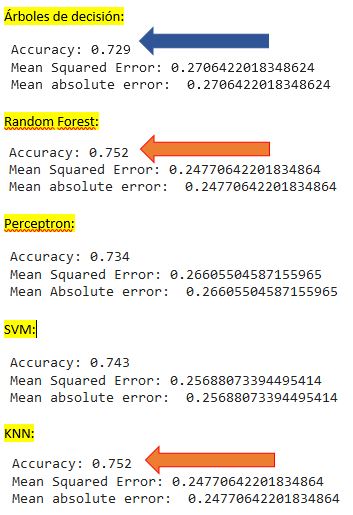 Árboles de decisión:
Accuracy: 0.729
Mean Squared Error: 0.2706422018348624
Mean absolute error: 0.2706422018348624
Random Forest:
Accuracy: 0.752
Mean Squared Error: 0.24770642201834864
Mean absolute error: 0.24770642201834864
Perceptron:
Accuracy: 0.734
Mean Squared Error: 0.26605504587155965
Mean Absolute error: 0.26605504587155965
SVM:
Accuracy: 0.743
Mean Squared Error: 0.25688073394495414
Mean absolute error: 0.25688073394495414
KNN:
Accuracy: 0.752
Mean Squared Error: 0.24770642201834864
Mean absolute error: 0.24770642201834864